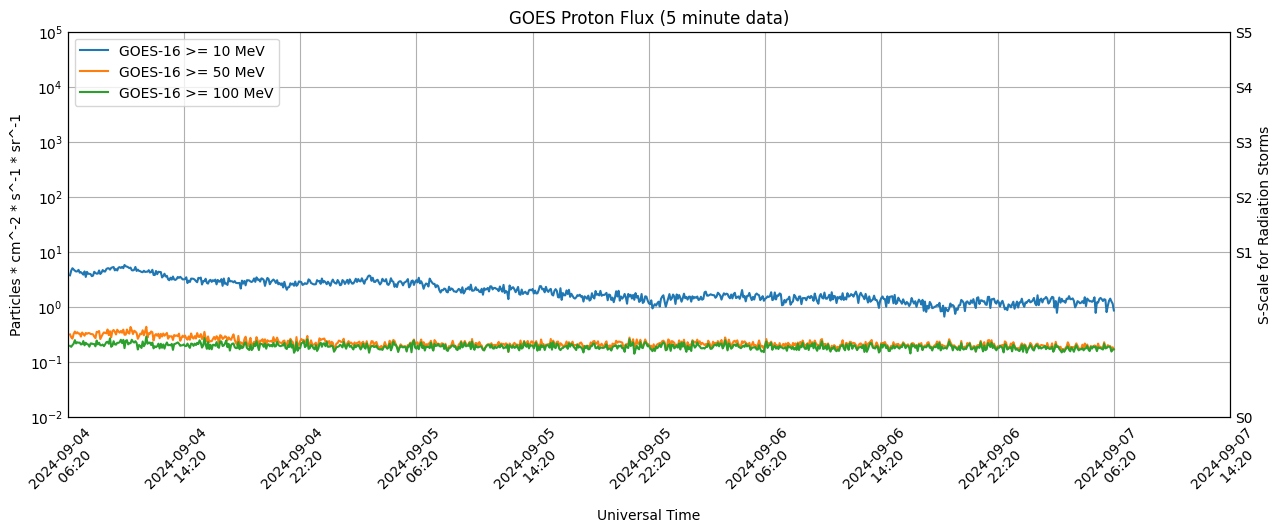 GOES Proton Flux (5 minute data)
GOES-16 >= 10 MeV
GOES-16 >= 50 MeV
GOES-16 >= 100 MeV
Particles * cm^-2 * s^-1 * sr^-1
10^5
10^4
10^3
10^2
10^1
10^0
10^-1
10^-2
S5
S4
S3
S2
S1
S0
S-Scale for Radiation Storms
2024-09-04
06:20
2024-09-04
14:20
2024-09-04
22:20
2024-09-05
06:20
2024-09-05
14:20
2024-09-05
22:20
2024-09-06
06:20
2024-09-06
14:20
2024-09-06
22:20
2024-09-07
06:20
2024-09-07
14:20
Universal Time